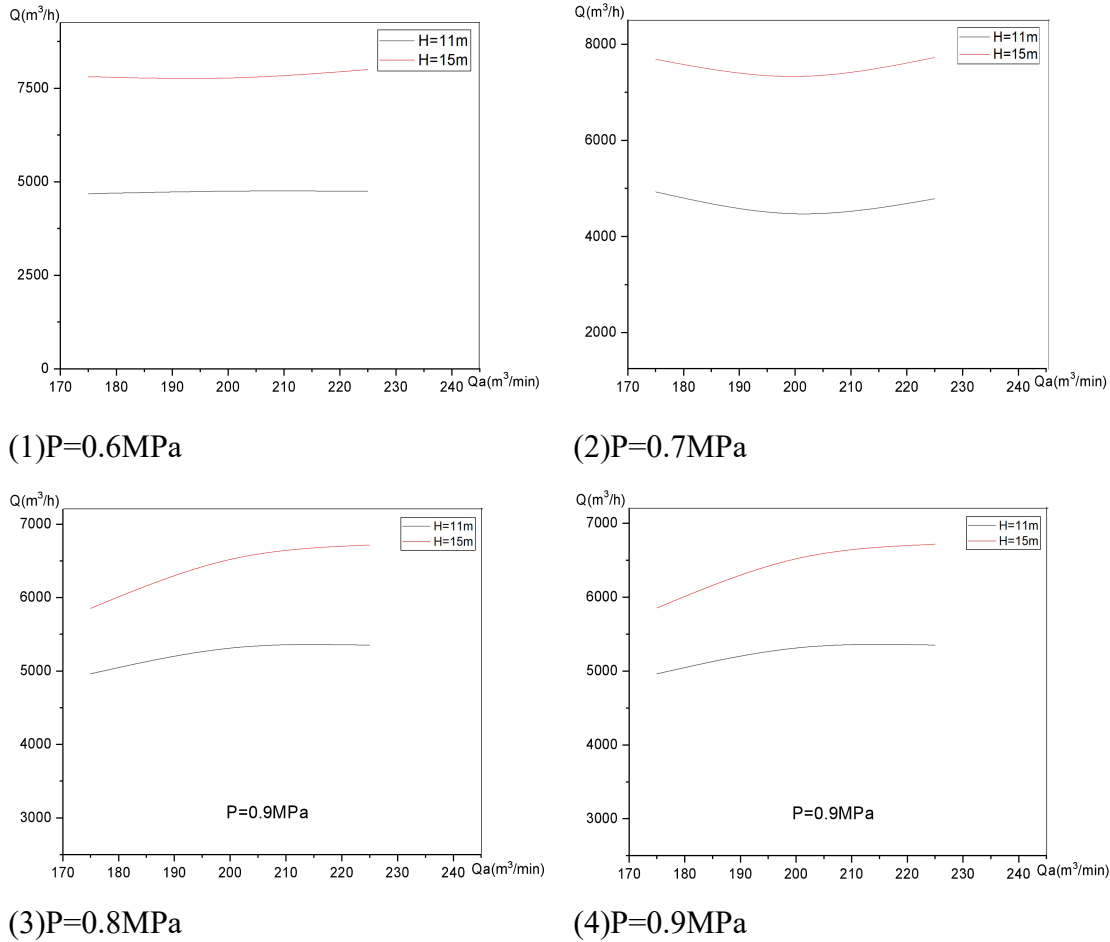 Q(m³/h)
H=11m
H=15m
7500
5000
2500
0
170 180 190 200 210 220 230 240 Qa(m³/min)
(1)P=0.6MPa
Q(m³/h)
8000
H=11m
H=15m
6000
4000
2000
170 180 190 200 210 220 230 240 Qa(m³/min)
(2)P=0.7MPa
Q(m³/h)
7000
H=11m
H=15m
6000
5000
4000
3000
P=0.9MPa
170 180 190 200 210 220 230 240 Qa(m³/min)
(3)P=0.8MPa
Q(m³/h)
7000
H=11m
H=15m
6000
5000
4000
3000
P=0.9MPa
170 180 190 200 210 220 230 240 Qa(m³/min)
(4)P=0.9MPa